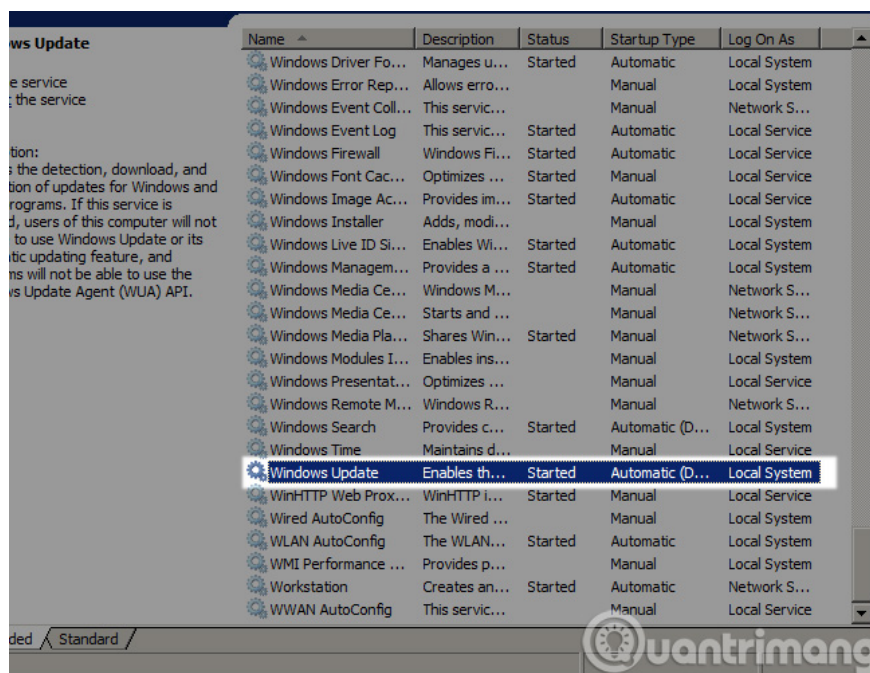 ws Update
e service
the service
tion:
s the detection, download, and
tion of updates for Windows and
rograms. If this service is
d, users of this computer will not
to use Windows Update or its
tic updating feature, and
ms will not be able to use the
ws Update Agent (WUA) API.
Name Description Status Startup Type Log On As
Windows Driver Fo... Manages u... Started Automatic Local System
Windows Error Rep... Allows erro... Manual Local System
Windows Event Coll... This servic... Manual Network S...
Windows Event Log This servic... Started Automatic Local Service
Windows Firewall Windows Fi... Started Automatic Local Service
Windows Font Cac... Optimizes ... Started Manual Local Service
Windows Image Ac... Provides im... Started Automatic Local Service
Windows Installer Adds, modi... Manual Local System
Windows Live ID Si... Enables Wi... Started Automatic Local System
Windows Managem... Provides a ... Started Automatic Local System
Windows Media Ce... Windows M... Manual Network S...
Windows Media Ce... Starts and ... Manual Network S...
Windows Media Pla... Shares Win... Started Manual Network S...
Windows Modules I... Enables ins... Manual Local System
Windows Presentat... Optimizes ... Manual Local Service
Windows Remote M... Windows R... Manual Network S...
Windows Search Provides c... Started Automatic (D... Local System
Windows Time Maintains d... Manual Local Service
Windows Update Enables th... Started Automatic (D... Local System
WinHTTP Web Prox... WinHTTP i... Started Manual Local Service
Wired AutoConfig The Wired ... Manual Local System
WLAN AutoConfig The WLAN... Started Automatic Local System
WMI Performance ... Provides p... Manual Local System
Workstation Creates an... Started Automatic Network S...
WWAN AutoConfig This servic... Manual Local Service
ded Standard
Quantrimang